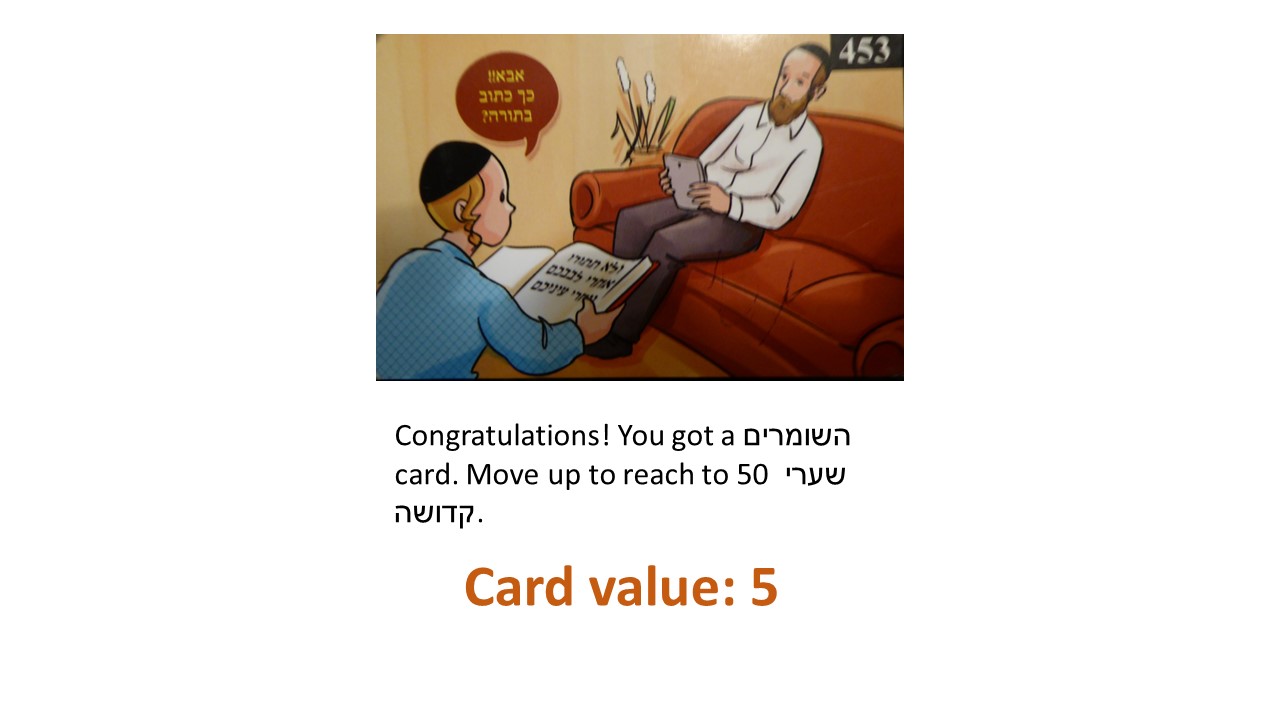 453
אבא!!
כך כתוב
בתורה?
ולא תתורו
אחרי לבבכם
עיניכם
Congratulations! You got a השומרים
card. Move up to reach to 50 שערי
קדושה.
Card value: 5